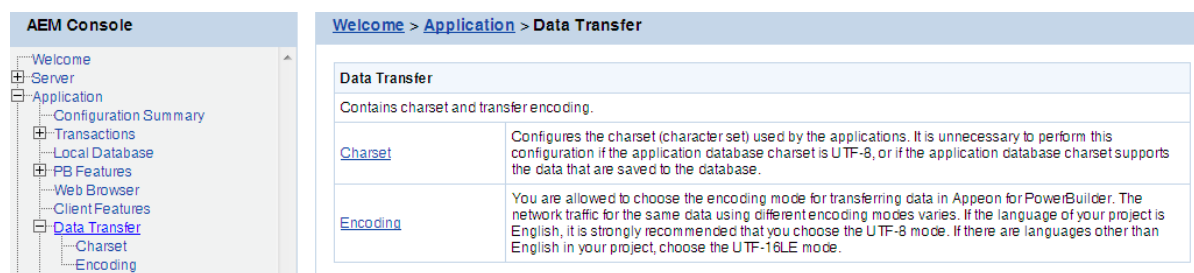 AEM Console
Welcome
Server
Application
Configuration Summary
Transactions
Local Database
PB Features
Web Browser
Client Features
Data Transfer
Charset
Encoding
Welcome > Application > Data Transfer
Data Transfer
Contains charset and transfer encoding.
Charset
Configures the charset (character set) used by the applications. It is unnecessary to perform this
configuration if the application database charset is UTF-8, or if the application database charset supports
the data that are saved to the database.
Encoding
You are allowed to choose the encoding mode for transferring data in Appeon for PowerBuilder. The
network traffic for the same data using different encoding modes varies. If the language of your project is
English, it is strongly recommended that you choose the UTF-8 mode. If there are languages other than
English in your project, choose the UTF-16LE mode.